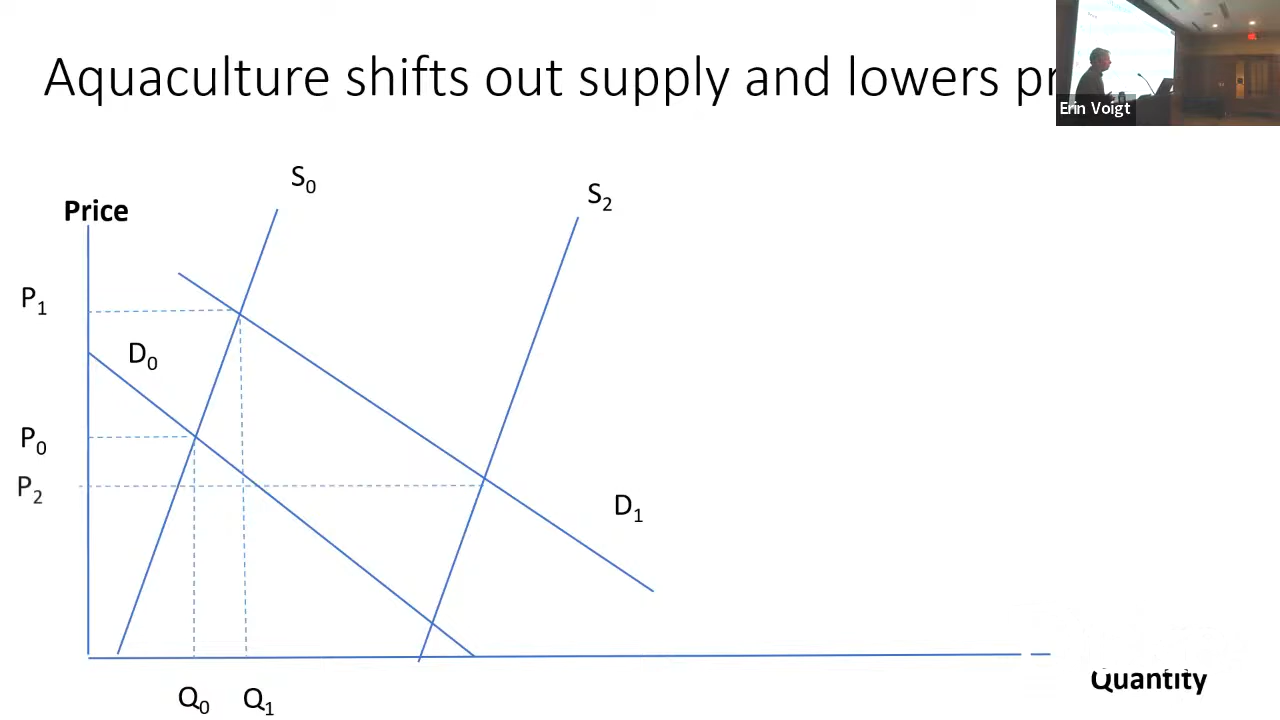 Aquaculture shifts out supply and lowers
Erin Voigt
S₀
S₂
Price
P₁
D₀
P₀
P₂
D₁
Q₀ Q₁
Quantity